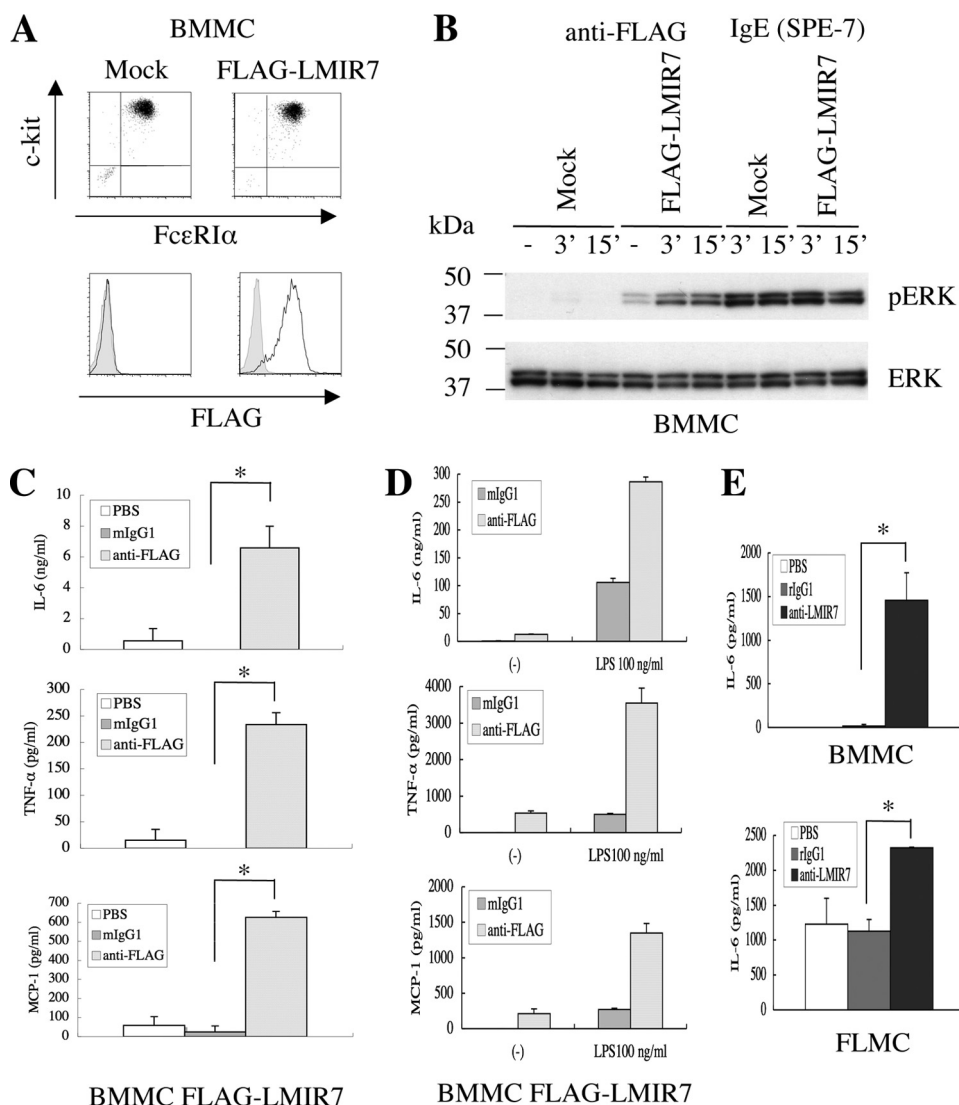 A
BMMC
Mock FLAG-LMIR7
c-kit
FcεRIα
FLAG
B
anti-FLAG IgE (SPE-7)
Mock FLAG-LMIR7 Mock FLAG-LMIR7
kDa
- 3’ 15’ - 3’ 15’ 3’ 15’ 3’ 15’
50
37
pERK
50
37
ERK
BMMC
C
*
PBS
mIgG1
anti-FLAG
IL-6 (ng/ml)
10
8
6
4
2
0
*
PBS
mIgG1
anti-FLAG
TNF-α (pg/ml)
300
250
200
150
100
50
0
*
PBS
mIgG1
anti-FLAG
MCP-1 (pg/ml)
700
600
500
400
300
200
100
0
BMMC FLAG-LMIR7
D
mIgG1
anti-FLAG
IL-6 (ng/ml)
300
250
200
150
100
50
0
(-) LPS 100 ng/ml
mIgG1
anti-FLAG
TNF-α (pg/ml)
4000
3000
2000
1000
0
(-) LPS100 ng/ml
mIgG1
anti-FLAG
MCP-1 (pg/ml)
2000
1500
1000
500
0
(-) LPS100 ng/ml
BMMC FLAG-LMIR7
E
*
PBS
rIgG1
anti-LMIR7
IL-6 (pg/ml)
2000
1500
1000
500
0
BMMC
*
PBS
rIgG1
anti-LMIR7
IL-6 (pg/ml)
2500
2000
1500
1000
500
0
FLMC